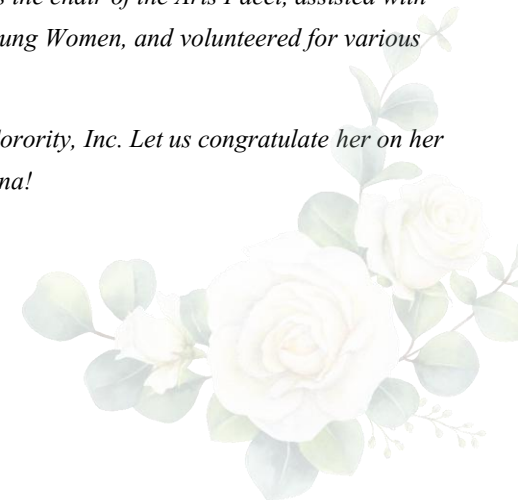 the chair of the Arts Facet, assisted with
ung Women, and volunteered for various
orority, Inc. Let us congratulate her on her
na!